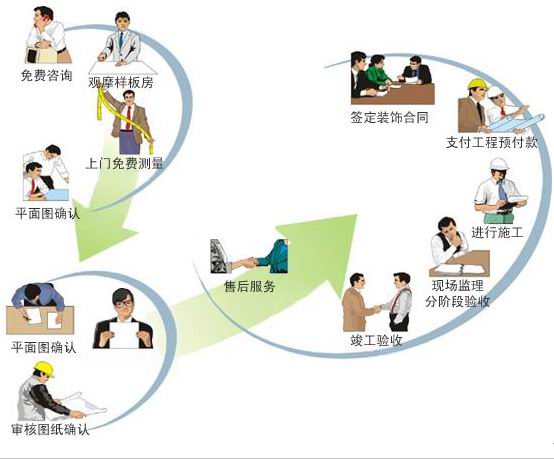 免费咨询
观摩样板房
上门免费测量
平面图确认
平面图确认
审核图纸确认
签定装饰合同
支付工程预付款
进行施工
现场监理
分阶段验收
竣工验收
售后服务